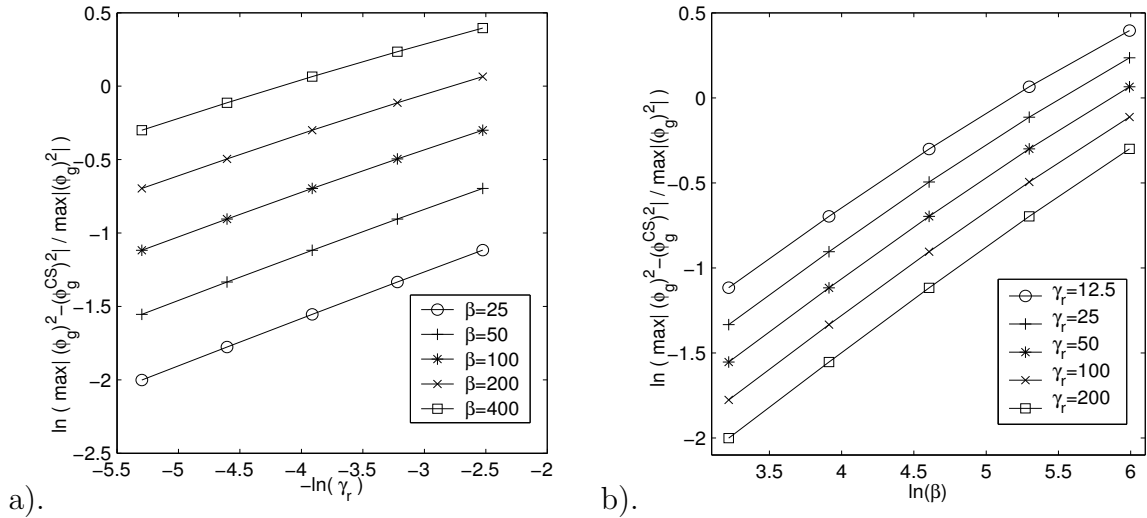 0.5
0
−0.5
−1
−1.5
−2
−2.5
−5.5 −5 −4.5 −4 −3.5 −3 −2.5 −2
−ln( γr)
ln ( max| (ϕg)2−(ϕgCS)2| / max|(ϕg)2| )
β=25
β=50
β=100
β=200
β=400
a).
0.5
0
−0.5
−1
−1.5
−2
3.5 4 4.5 5 5.5 6
ln(β)
ln ( max| (ϕg)2−(ϕgCS)2| / max|(ϕg)2| )
γr=12.5
γr=25
γr=50
γr=100
γr=200
b).